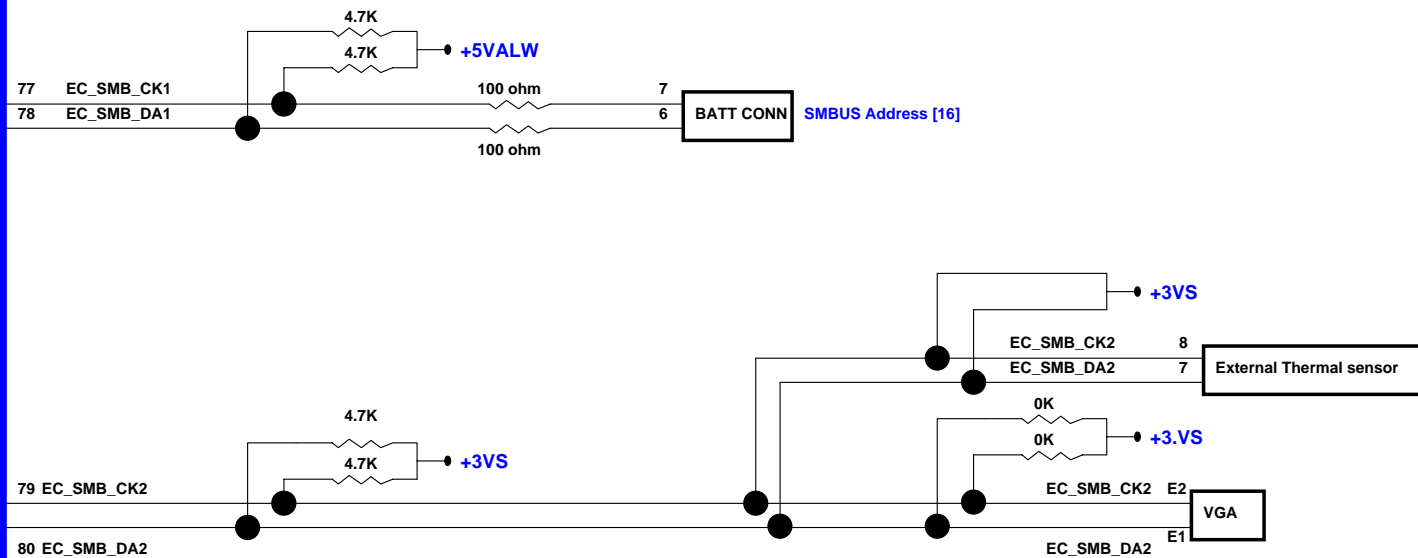 4.7K
4.7K
+5VALW
77 EC_SMB_CK1
100 ohm
7
78 EC_SMB_DA1
6
BATT CONN
SMBUS Address [16]
100 ohm
+3VS
EC_SMB_CK2 8
EC_SMB_DA2 7
External Thermal sensor
4.7K
0K
0K
+3.VS
4.7K
+3VS
79 EC_SMB_CK2
EC_SMB_CK2 E2
VGA
E1
80 EC_SMB_DA2
EC_SMB_DA2